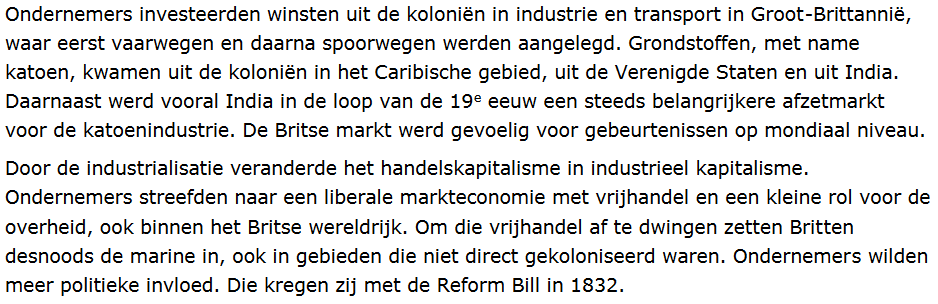 Ondernemers investeerden winsten uit de koloniën in industrie en transport in Groot-Brittannië,
waar eerst vaarwegen en daarna spoorwegen werden aangelegd. Grondstoffen, met name
katoen, kwamen uit de koloniën in het Caribische gebied, uit de Verenigde Staten en uit India.
Daarnaast werd vooral India in de loop van de 19ᵉ eeuw een steeds belangrijkere afzetmarkt
voor de katoenindustrie. De Britse markt werd gevoelig voor gebeurtenissen op mondiaal niveau.
Door de industrialisatie veranderde het handelskapitalisme in industrieel kapitalisme.
Ondernemers streefden naar een liberale markteconomie met vrijhandel en een kleine rol voor de
overheid, ook binnen het Britse wereldrijk. Om die vrijhandel af te dwingen zetten Britten
desnoods de marine in, ook in gebieden die niet direct gekoloniseerd waren. Ondernemers wilden
meer politieke invloed. Die kregen zij met de Reform Bill in 1832.